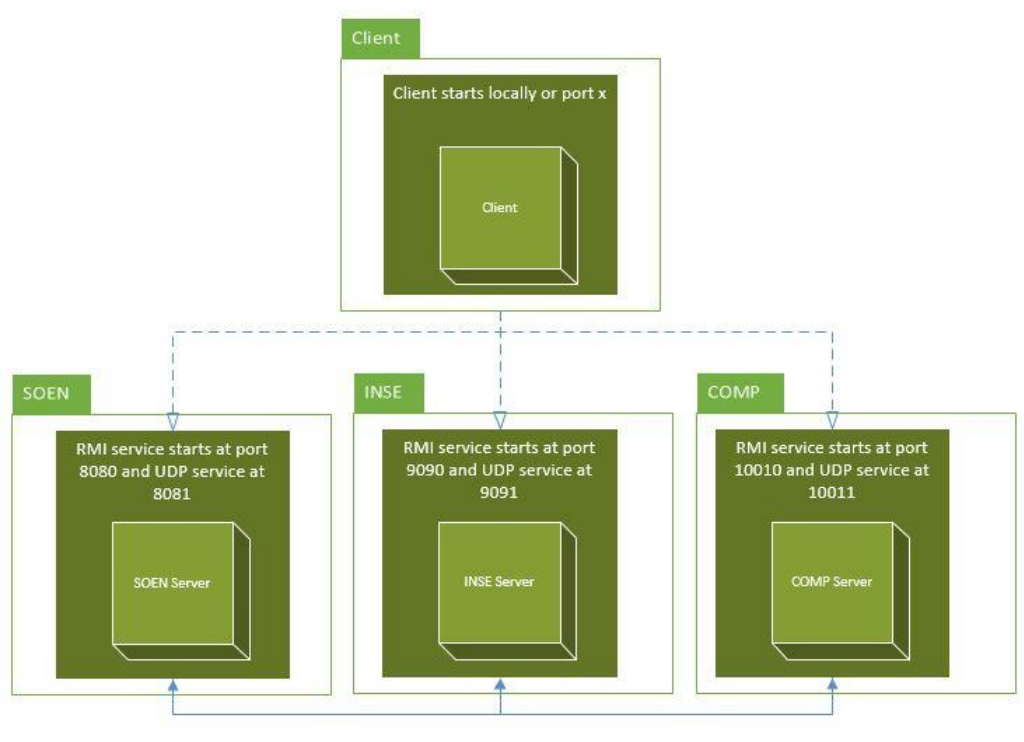 Client
Client starts locally or port x
Client
SOEN
INSE
COMP
RMI service starts at port
8080 and UDP service at
8081
RMI service starts at port
9090 and UDP service at
9091
RMI service starts at port
10010 and UDP service at
10011
SOEN Server
INSE Server
COMP Server